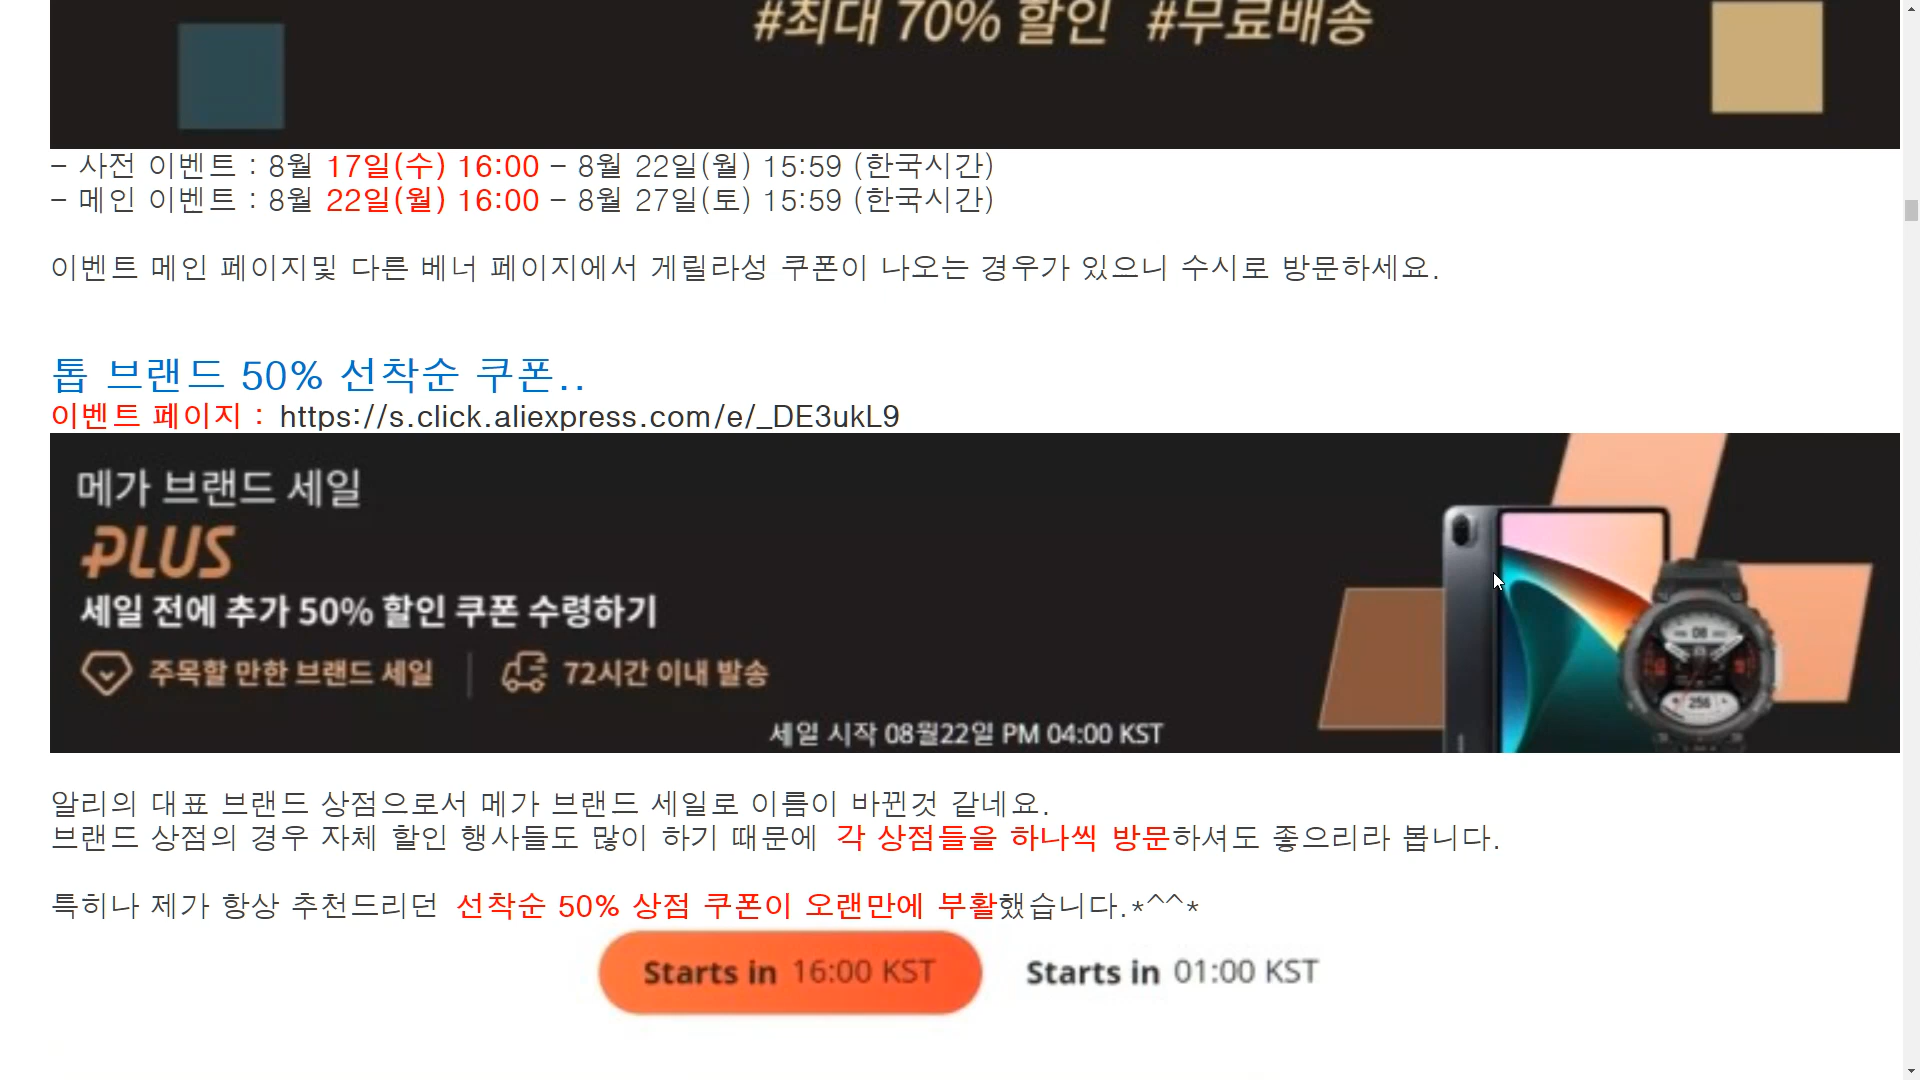 #최대 70% 할인 #무료배송
- 사전 이벤트 : 8월 17일(수) 16:00 - 8월 22일(월) 15:59 (한국시간)
- 메인 이벤트 : 8월 22일(월) 16:00 - 8월 27일(토) 15:59 (한국시간)
이벤트 메인 페이지및 다른 베너 페이지에서 게릴라성 쿠폰이 나오는 경우가 있으니 수시로 방문하세요.
톱 브랜드 50% 선착순 쿠폰..
이벤트 페이지 : https://s.click.aliexpress.com/e/_DE3ukL9
메가 브랜드 세일
PLUS
세일 전에 추가 50% 할인 쿠폰 수령하기
주목할 만한 브랜드 세일 | 72시간 이내 발송
세일 시작 08월22일 PM 04:00 KST
08
256
알리의 대표 브랜드 상점으로서 메가 브랜드 세일로 이름이 바뀐것 같네요.
브랜드 상점의 경우 자체 할인 행사들도 많이 하기 때문에 각 상점들을 하나씩 방문하셔도 좋으리라 봅니다.
특히나 제가 항상 추천드리던 선착순 50% 상점 쿠폰이 오랜만에 부활했습니다.*^^*
Starts in 16:00 KST Starts in 01:00 KST